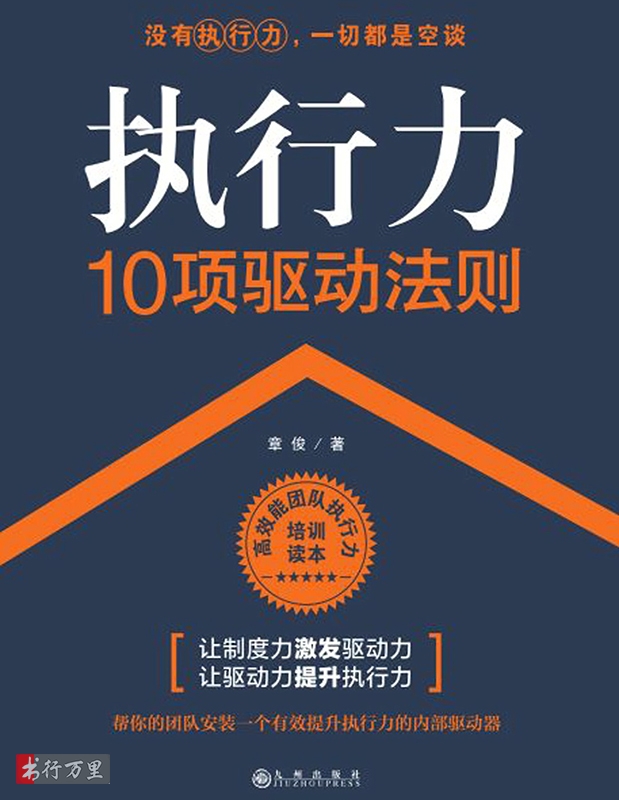 没有执行力，一切都是空谈
执行力
10项驱动法则
章俊/著
高效能团队执行力
培训
读本
★★★★★
让制度力激发驱动力
让驱动力提升执行力
帮你的团队安装一个有效提升执行力的内部驱动器
书行万里
九州出版社
JIUZHOUPRESS